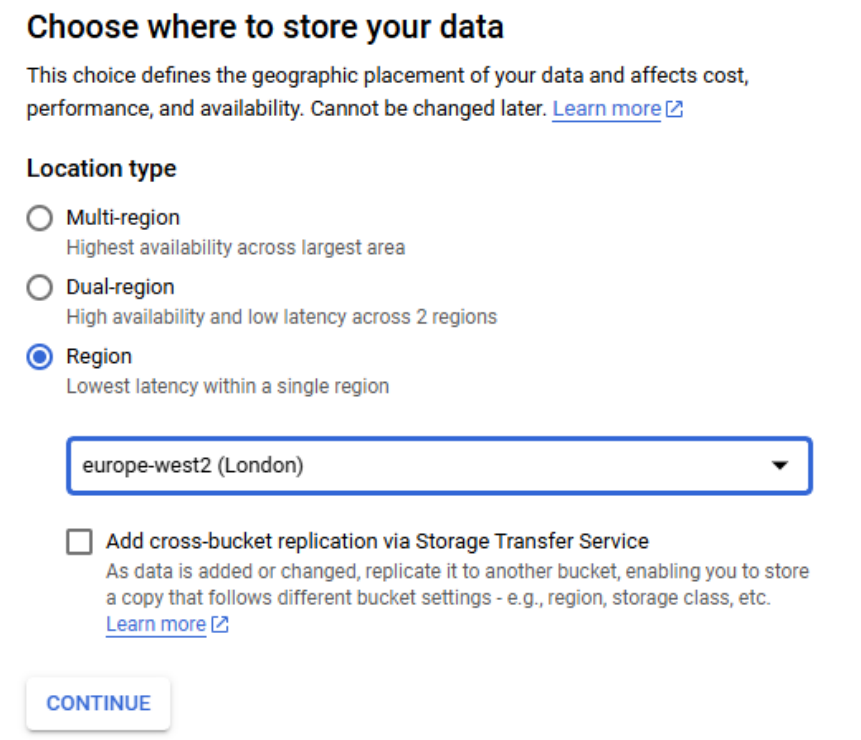 Choose where to store your data
This choice defines the geographic placement of your data and affects cost,
performance, and availability. Cannot be changed later. Learn more
Location type
Multi-region
Highest availability across largest area
Dual-region
High availability and low latency across 2 regions
Region
Lowest latency within a single region
europe-west2 (London)
Add cross-bucket replication via Storage Transfer Service
As data is added or changed, replicate it to another bucket, enabling you to store
a copy that follows different bucket settings - e.g., region, storage class, etc.
Learn more
CONTINUE